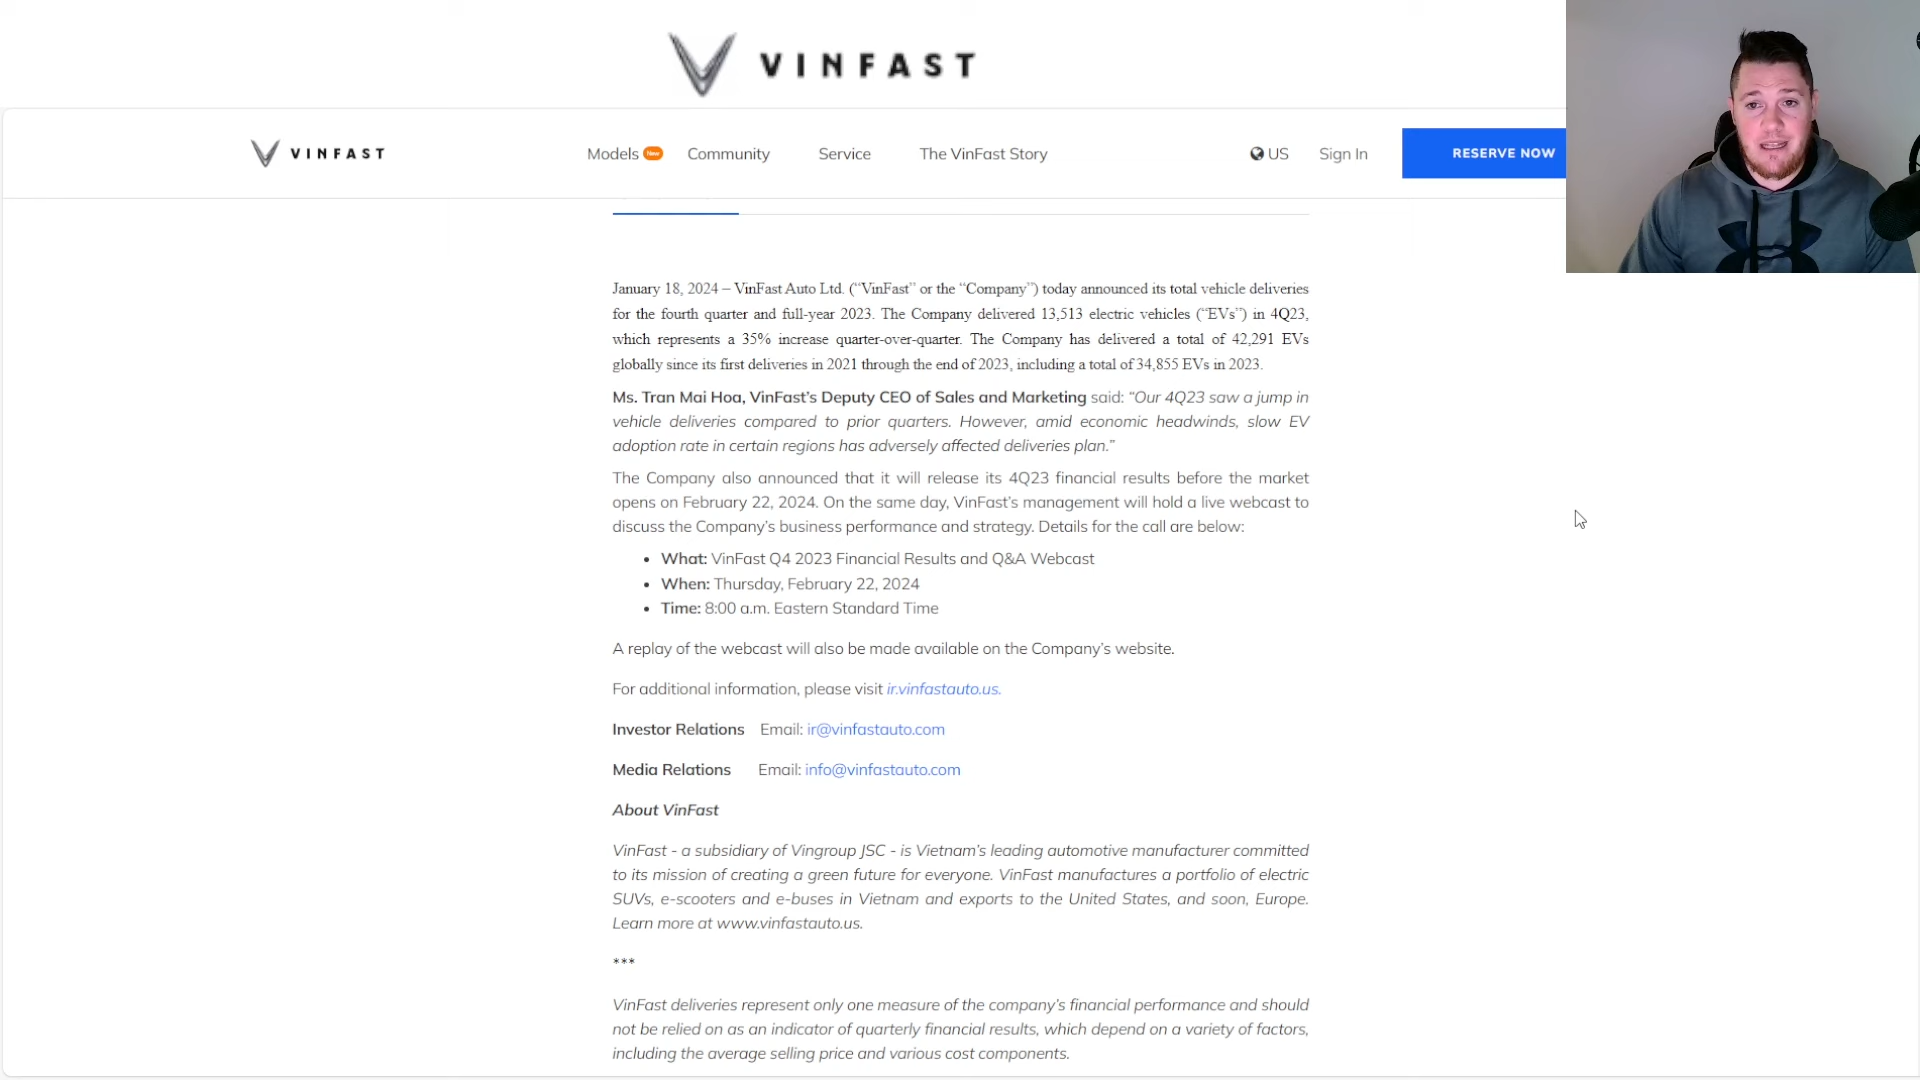 VINFAST
VINFAST
Models New Community Service The VinFast Story US Sign In RESERVE NOW
January 18, 2024 – VinFast Auto Ltd. (“VinFast” or the “Company”) today announced its total vehicle deliveries
for the fourth quarter and full-year 2023. The Company delivered 13,513 electric vehicles (“EVs”) in 4Q23,
which represents a 35% increase quarter-over-quarter. The Company has delivered a total of 42,291 EVs
globally since its first deliveries in 2021 through the end of 2023, including a total of 34,855 EVs in 2023.
Ms. Tran Mai Hoa, VinFast’s Deputy CEO of Sales and Marketing said: “Our 4Q23 saw a jump in
vehicle deliveries compared to prior quarters. However, amid economic headwinds, slow EV
adoption rate in certain regions has adversely affected deliveries plan.”
The Company also announced that it will release its 4Q23 financial results before the market
opens on February 22, 2024. On the same day, VinFast’s management will hold a live webcast to
discuss the Company’s business performance and strategy. Details for the call are below:
• What: VinFast Q4 2023 Financial Results and Q&A Webcast
• When: Thursday, February 22, 2024
• Time: 8:00 a.m. Eastern Standard Time
A replay of the webcast will also be made available on the Company’s website.
For additional information, please visit ir.vinfastauto.us.
Investor Relations Email: ir@vinfastauto.com
Media Relations Email: info@vinfastauto.com
About VinFast
VinFast - a subsidiary of Vingroup JSC - is Vietnam’s leading automotive manufacturer committed
to its mission of creating a green future for everyone. VinFast manufactures a portfolio of electric
SUVs, e-scooters and e-buses in Vietnam and exports to the United States, and soon, Europe.
Learn more at www.vinfastauto.us.
***
VinFast deliveries represent only one measure of the company’s financial performance and should
not be relied on as an indicator of quarterly financial results, which depend on a variety of factors,
including the average selling price and various cost components.